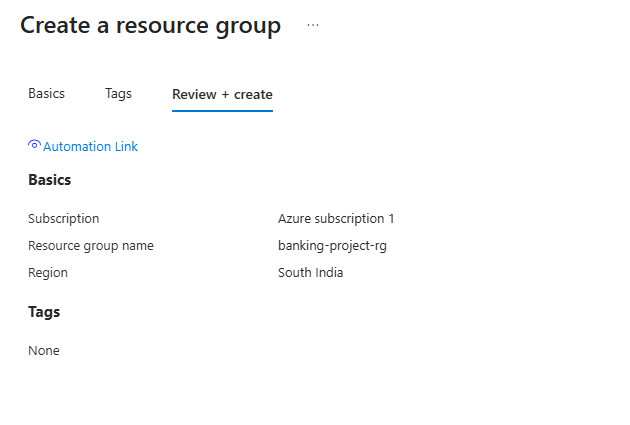 Create a resource group ...
Basics Tags Review + create
Automation Link
Basics
Subscription Azure subscription 1
Resource group name banking-project-rg
Region South India
Tags
None